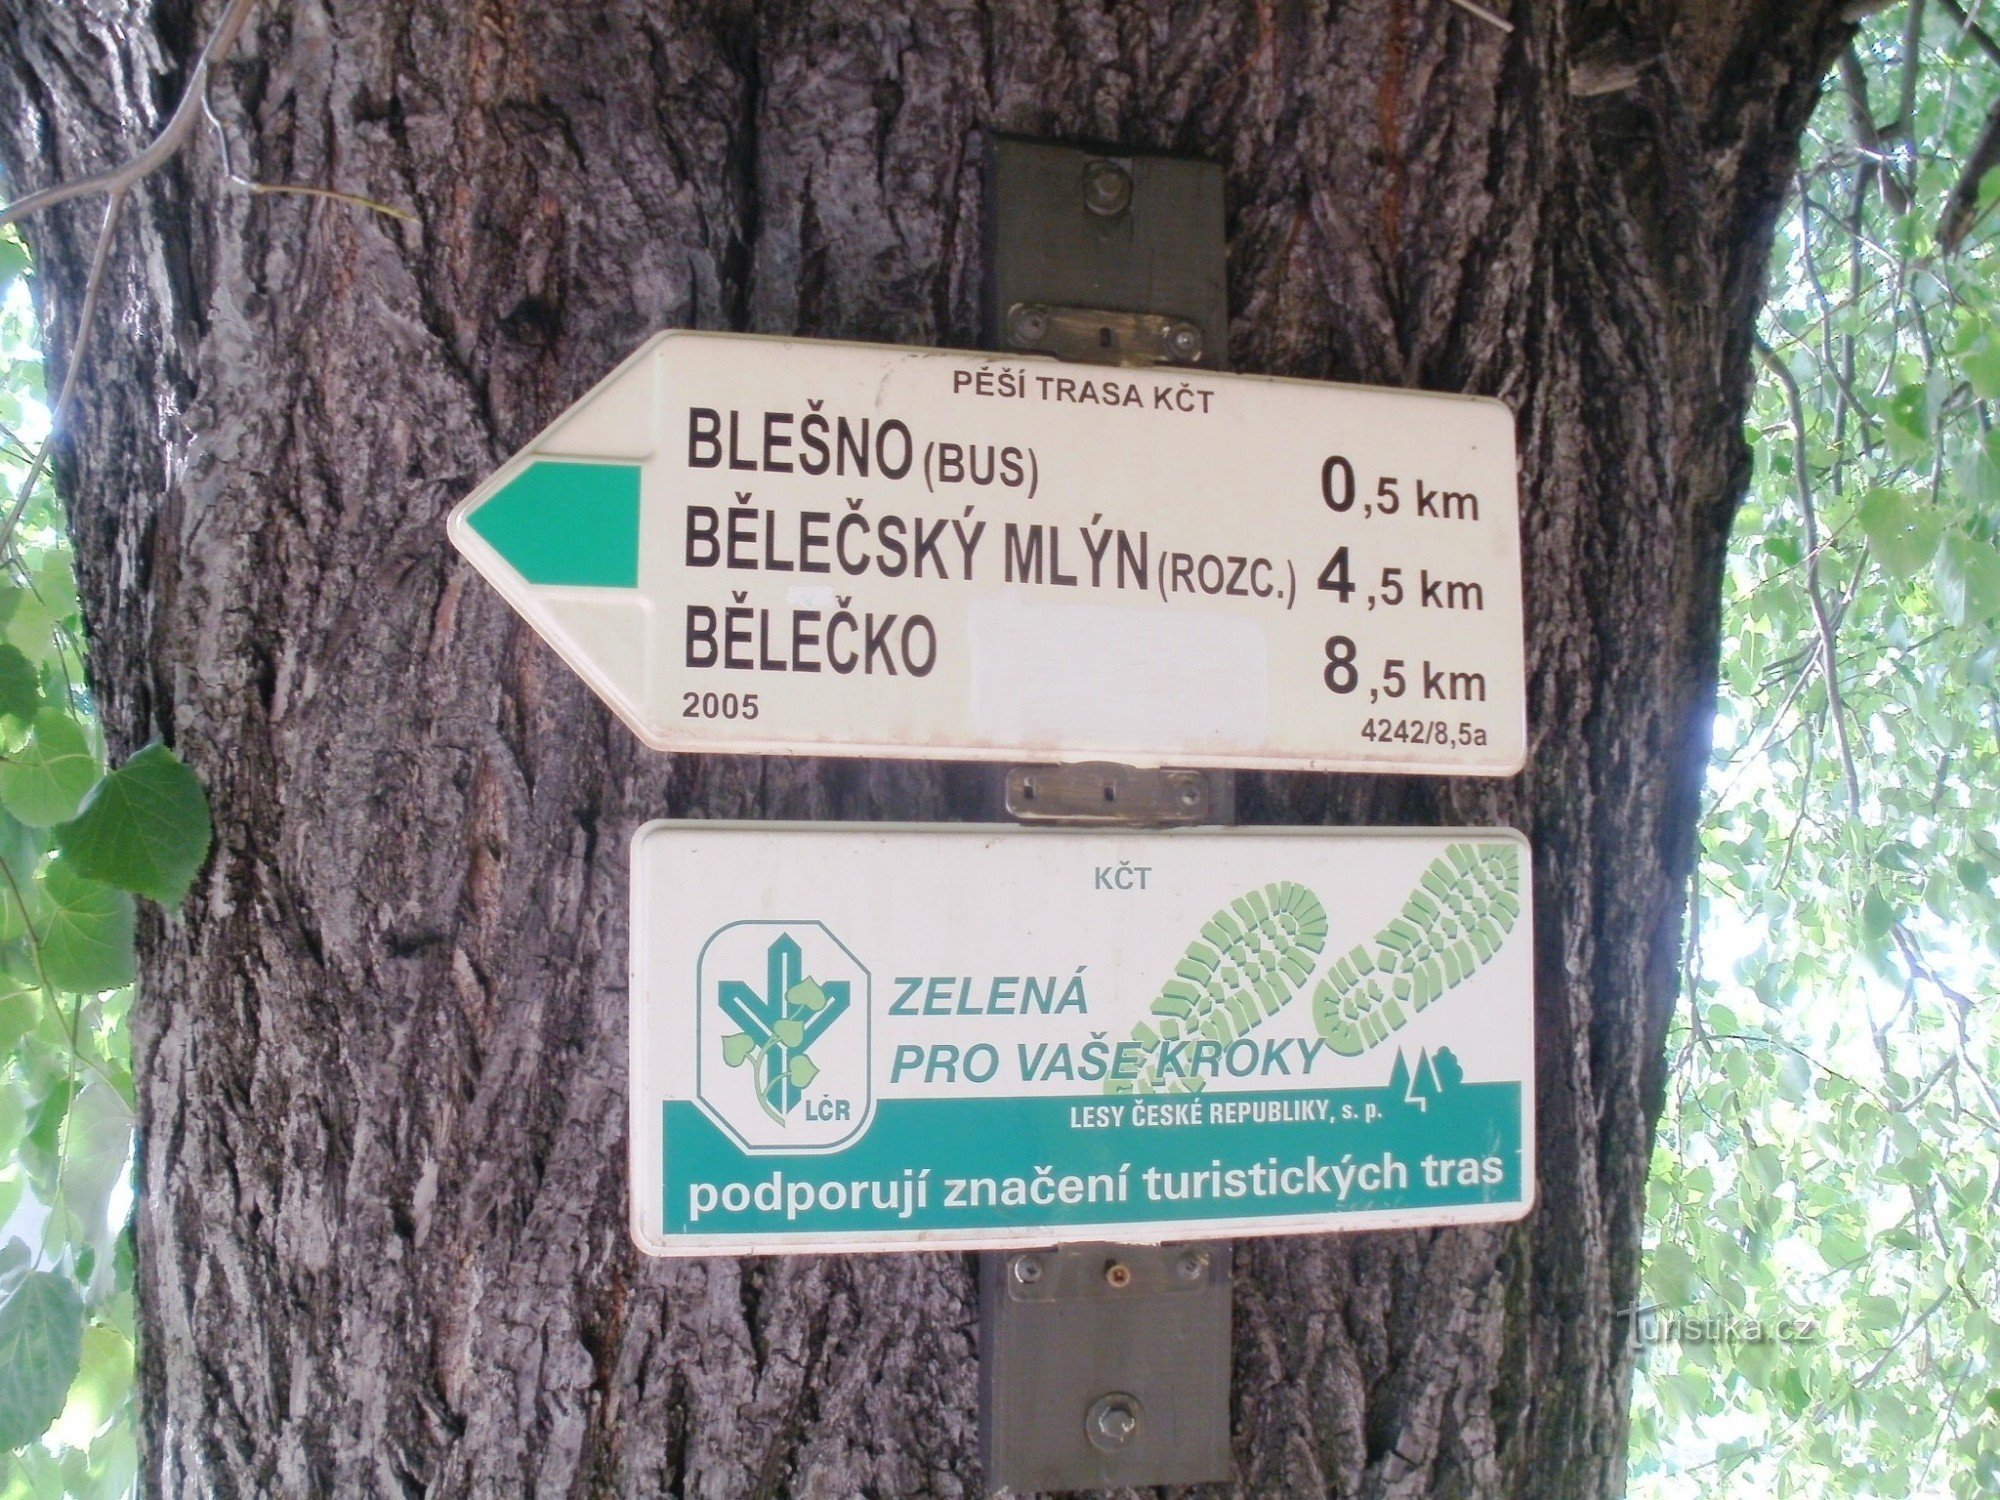 PĚŠÍ TRASA KČT
BLEŠNO (BUS) 0,5 km
BĚLEČSKÝ MLÝN (ROZC.) 4,5 km
BĚLEČKO 8,5 km
2005 4242/8,5a
KČT
ZELENÁ
PRO VAŠE KROKY
LČR
LESY ČESKÉ REPUBLIKY, s. p.
podporují značení turistických tras
Turistika.cz